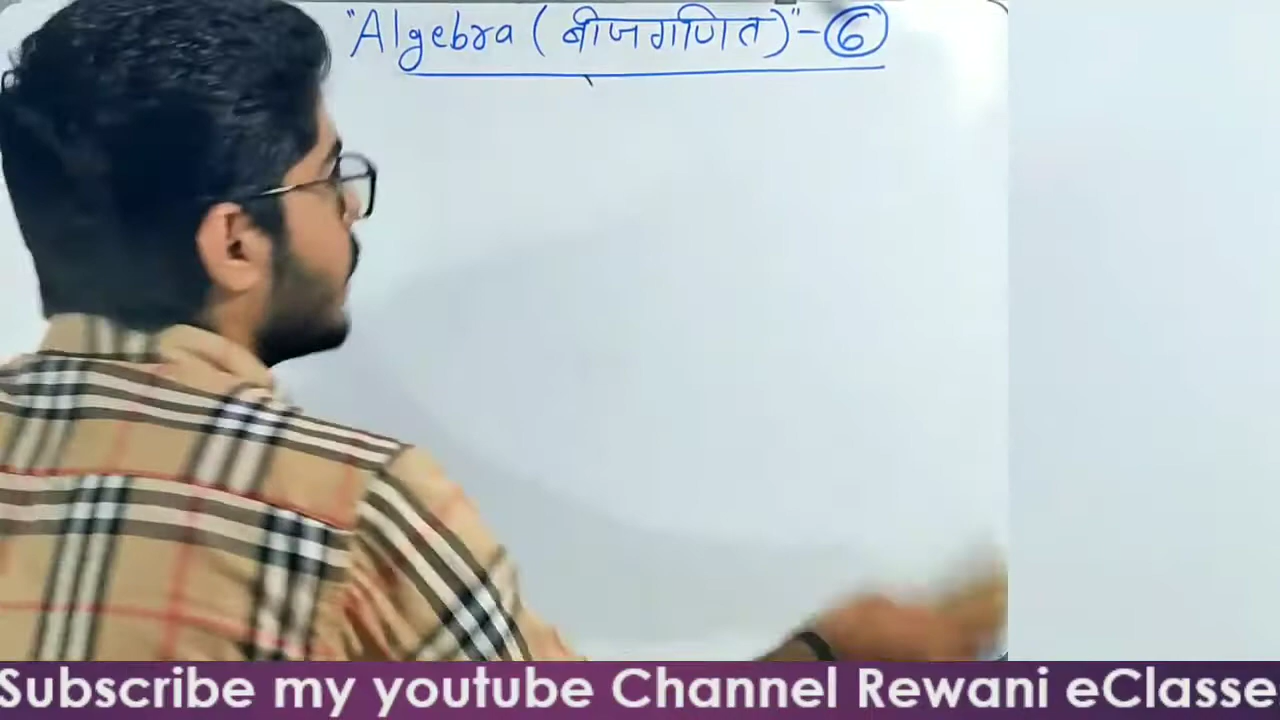 "Algebra (बीजगणित)"-⑥
Subscribe my youtube Channel Rewani eClasse